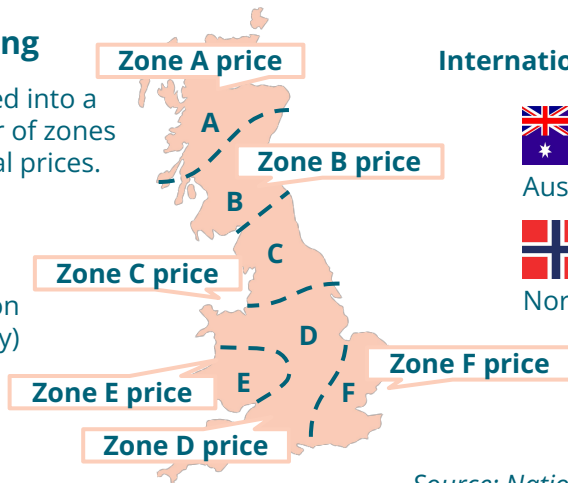 ng
Zone A price
Internatio
ed into a
r of zones
al prices.
A
Zone B price
Aus
B
C
Zone C price
Nor
on
y)
D
Zone F price
E
F
Zone E price
Zone D price
Source: Natio